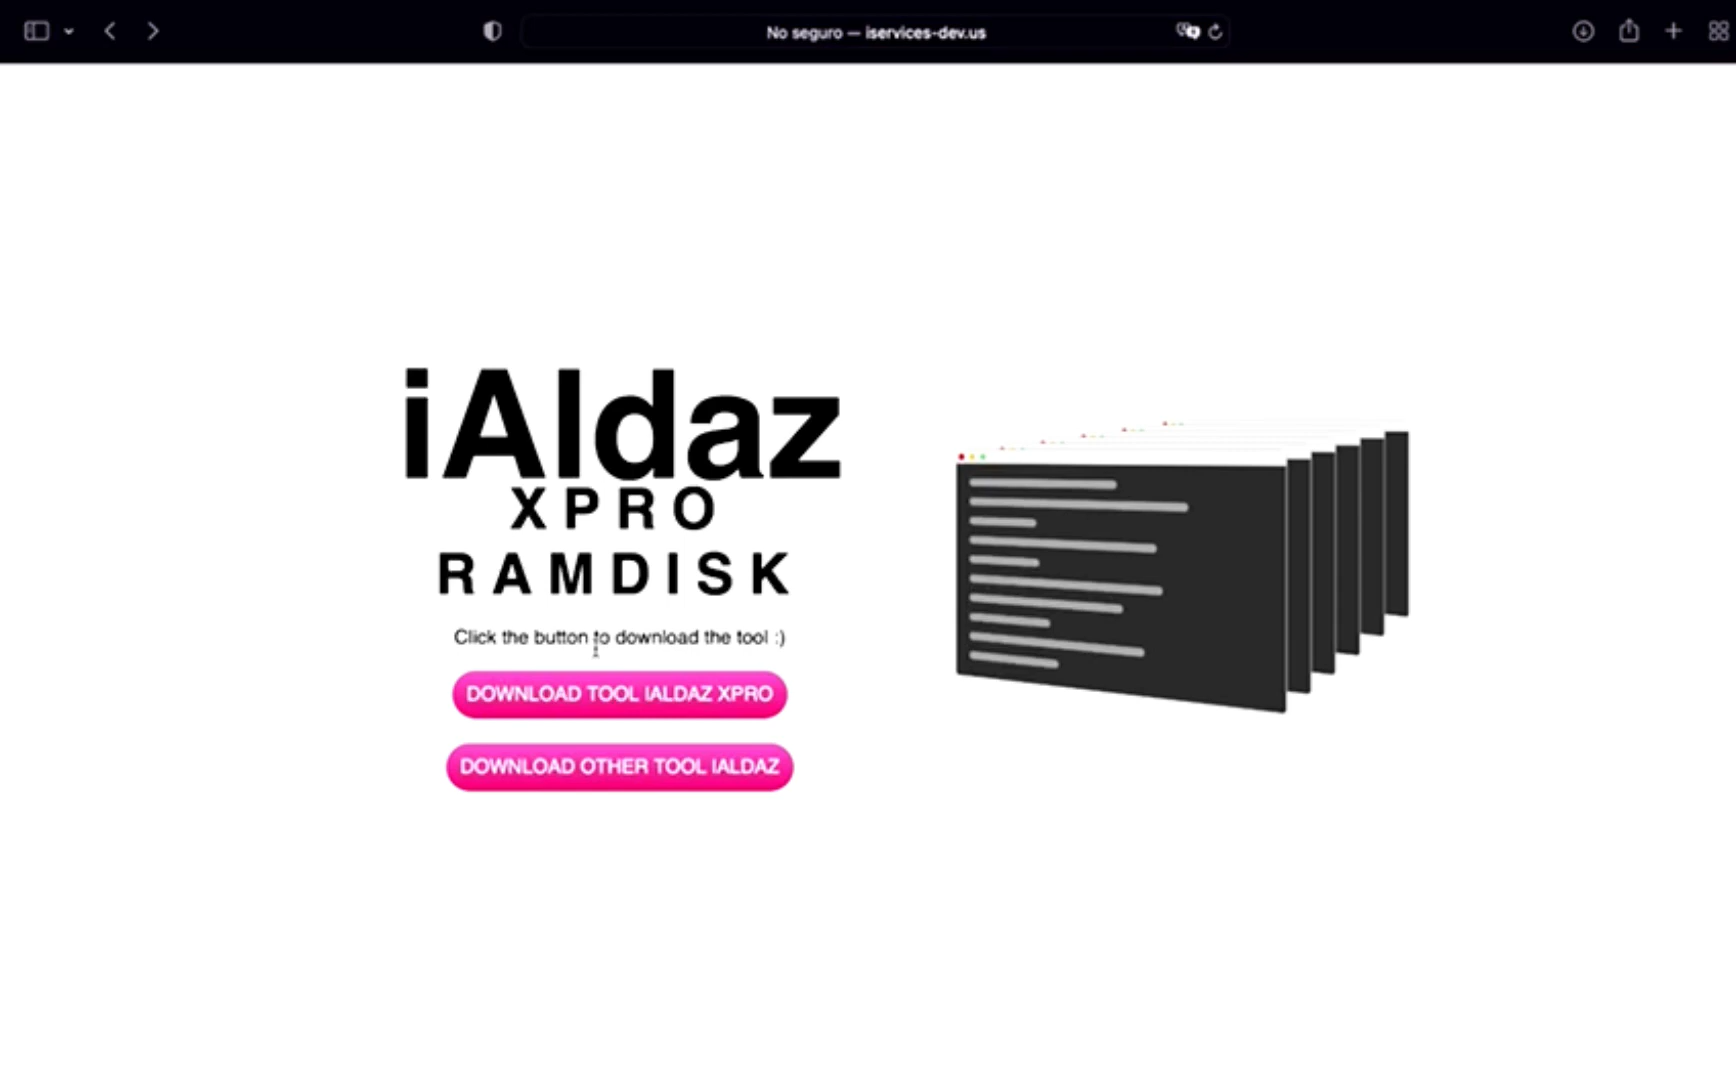 No seguro — iservices-dev.us
iAldaz
XPRO
RAMDISK
Click the button to download the tool :)
DOWNLOAD TOOL IALDAZ XPRO
DOWNLOAD OTHER TOOL IALDAZ